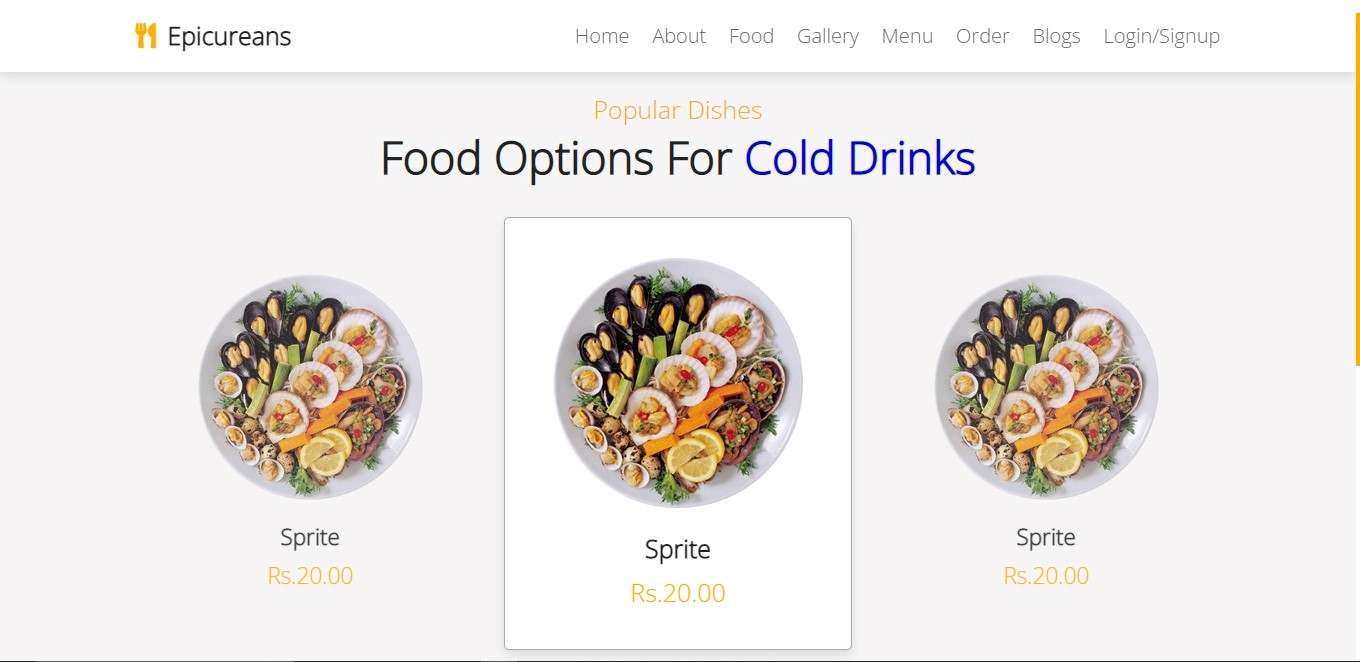 Epicureans
Home About Food Gallery Menu Order Blogs Login/Signup
Popular Dishes
Food Options For Cold Drinks
Sprite
Rs.20.00
Sprite
Rs.20.00
Sprite
Rs.20.00